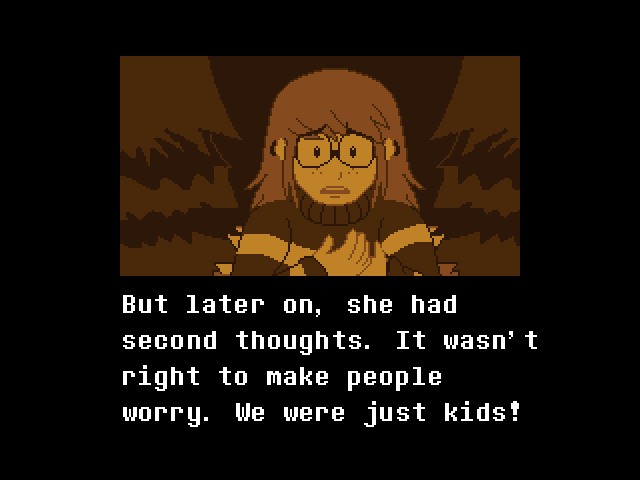 But later on, she had
second thoughts. It wasn't
right to make people
worry. We were just kids!